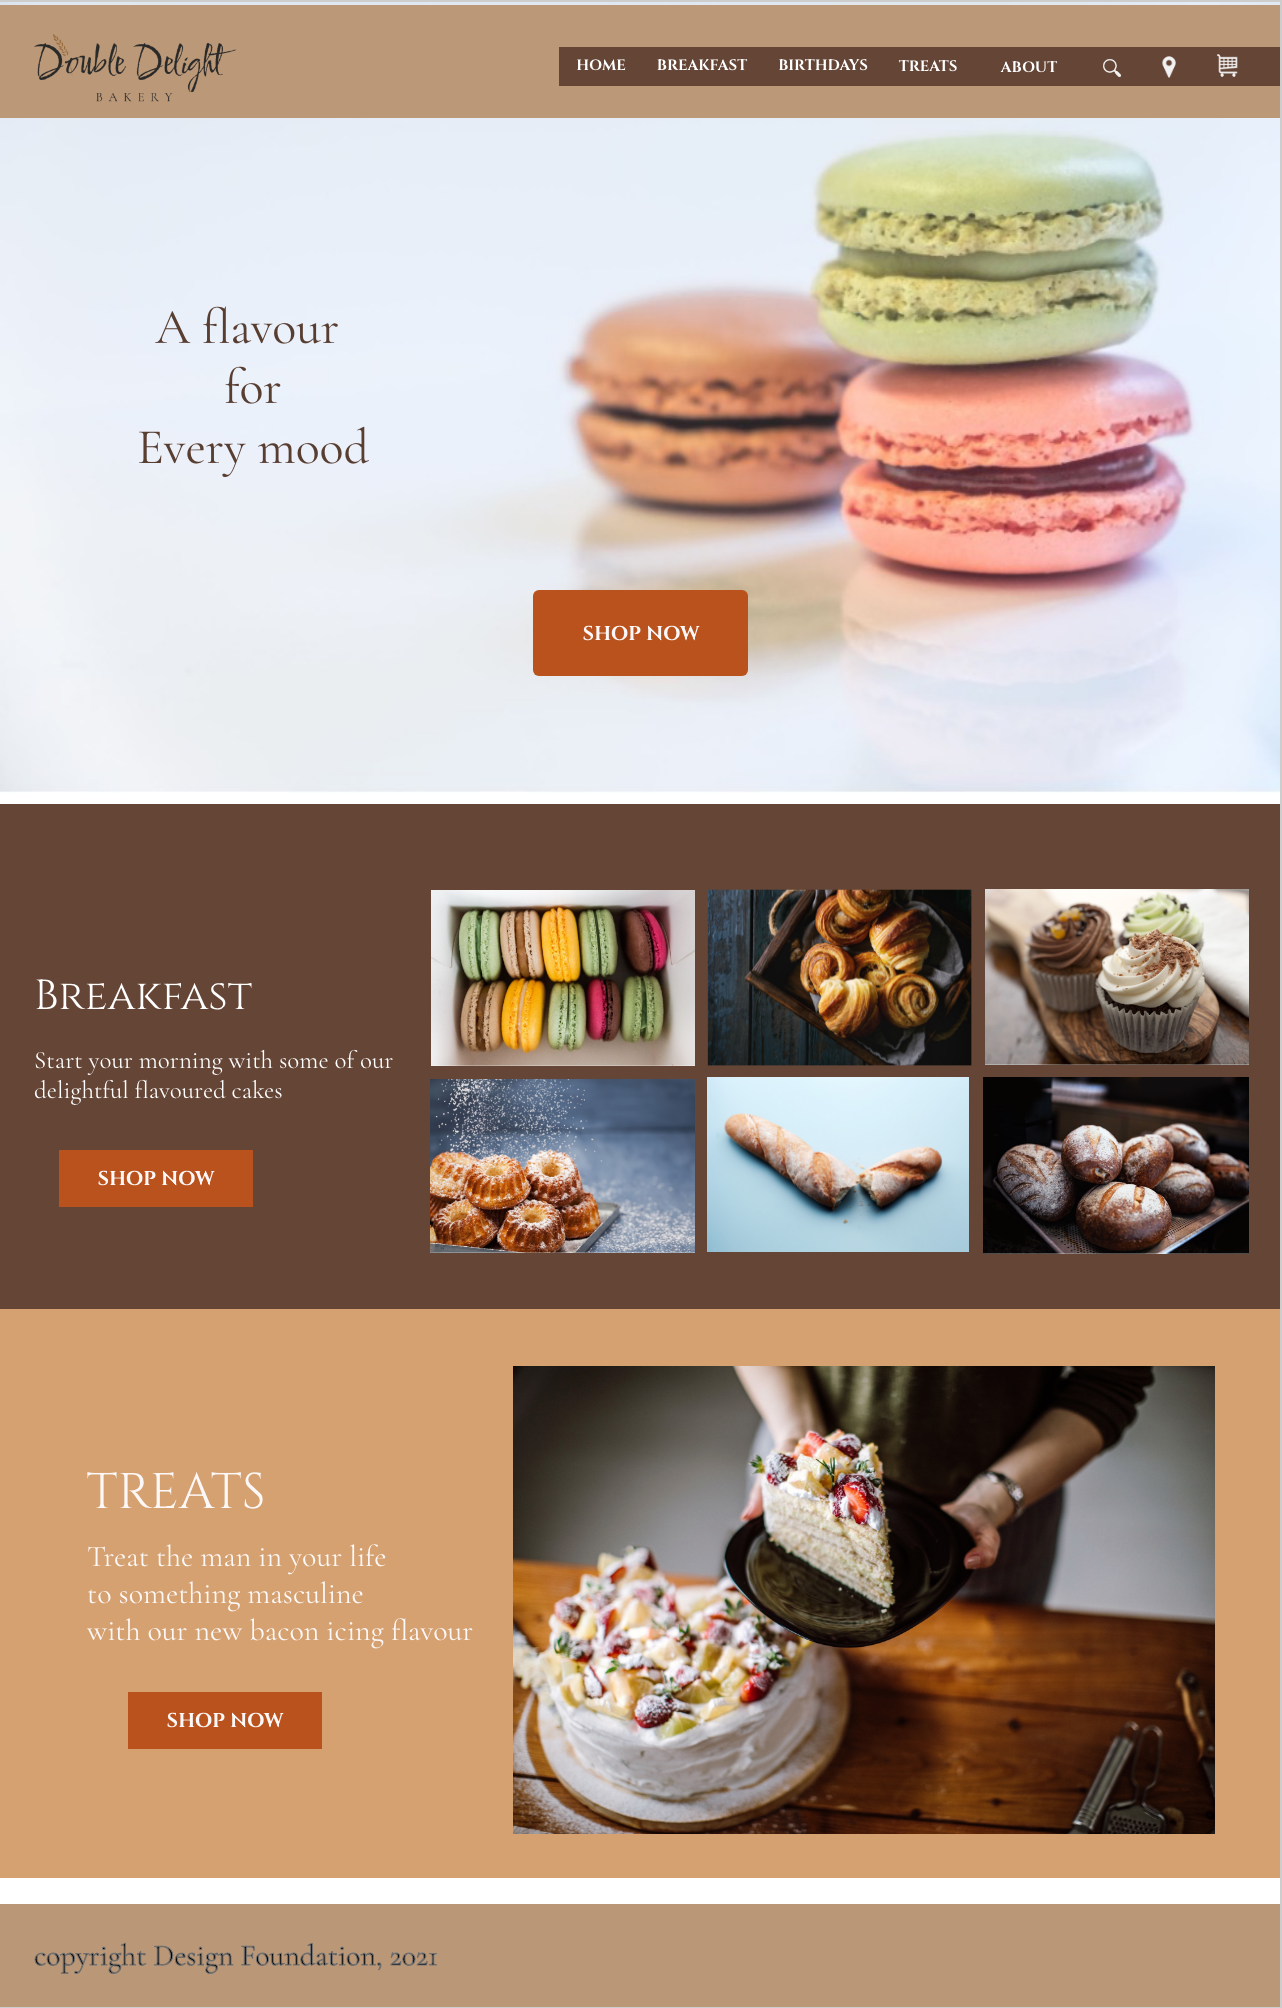 Double Delight
BAKERY
HOME BREAKFAST BIRTHDAYS TREATS ABOUT
A flavour
for
Every mood
SHOP NOW
Breakfast
Start your morning with some of our
delightful flavoured cakes
SHOP NOW
TREATS
Treat the man in your life
to something masculine
with our new bacon icing flavour
SHOP NOW
copyright Design Foundation, 2021